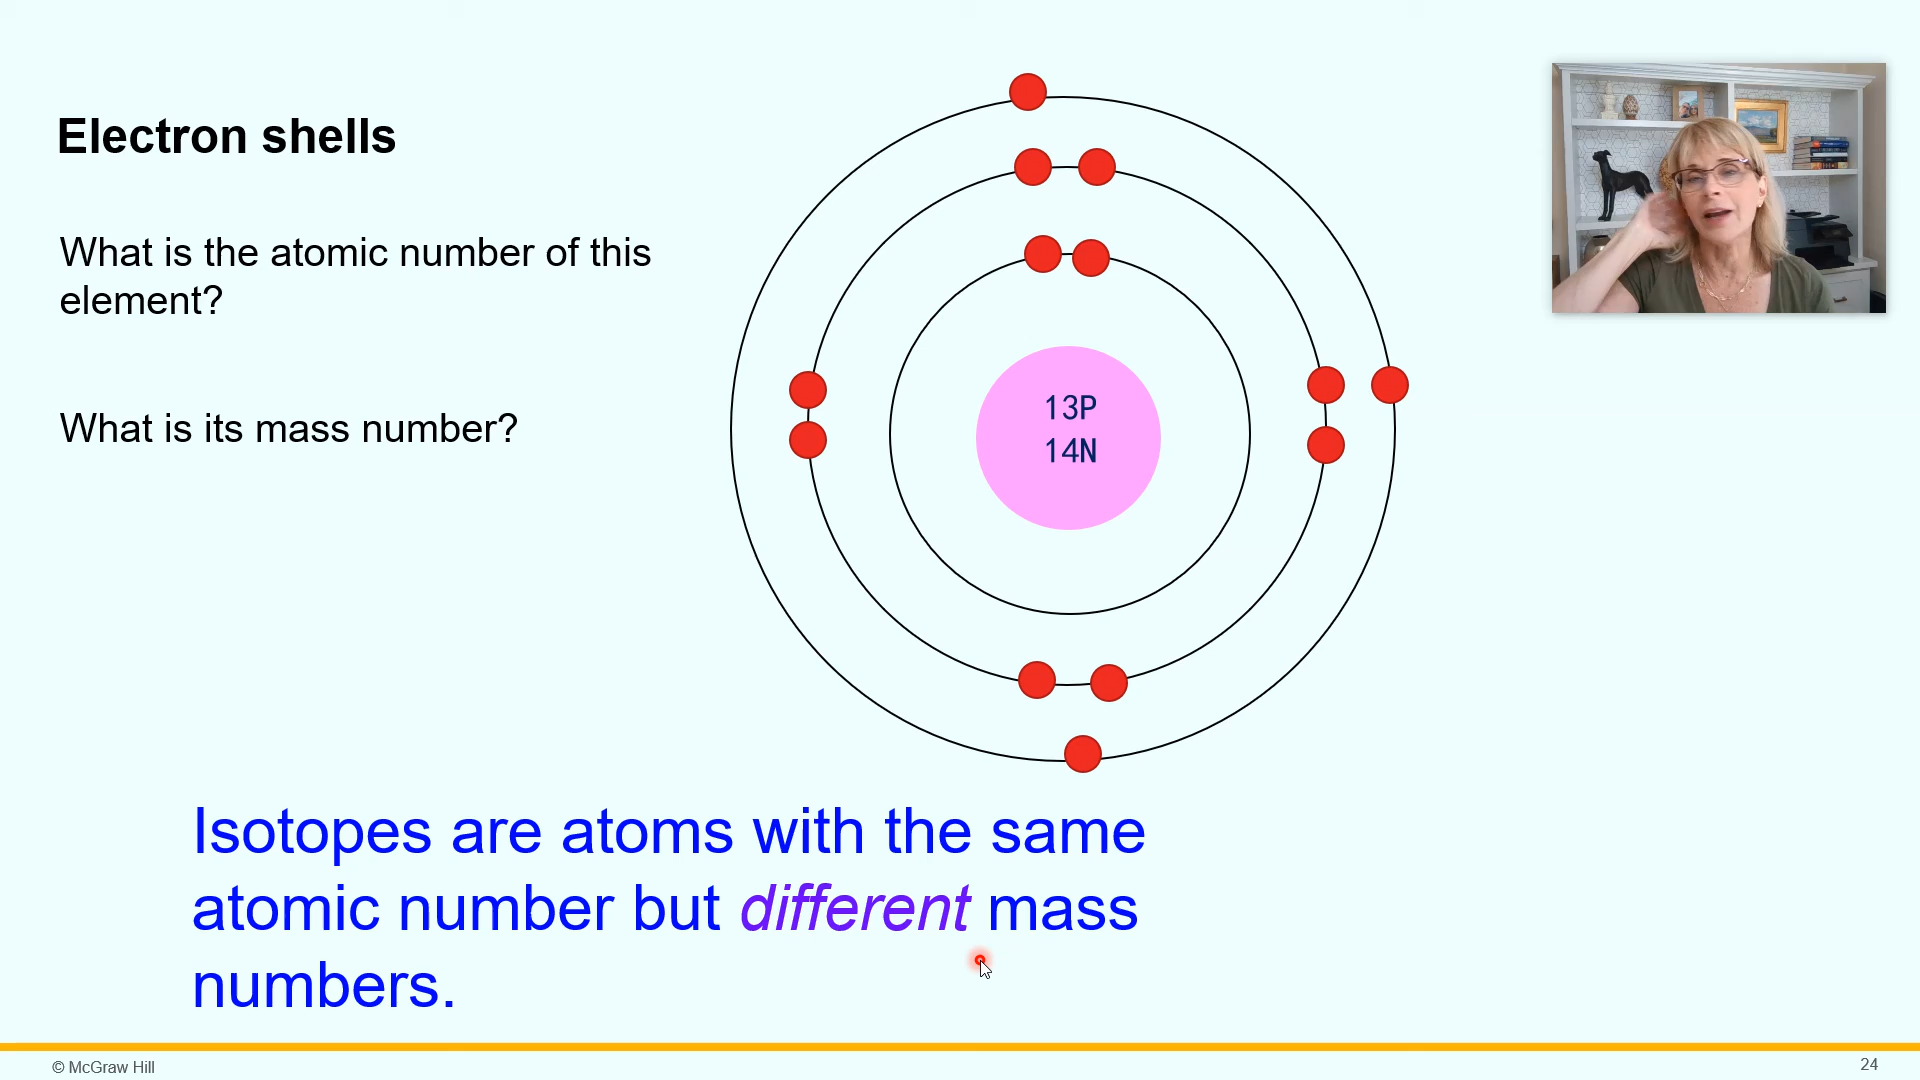 Electron shells
What is the atomic number of this
element?
What is its mass number?
13P
14N
Isotopes are atoms with the same
atomic number but different mass
numbers.
© McGraw Hill
24